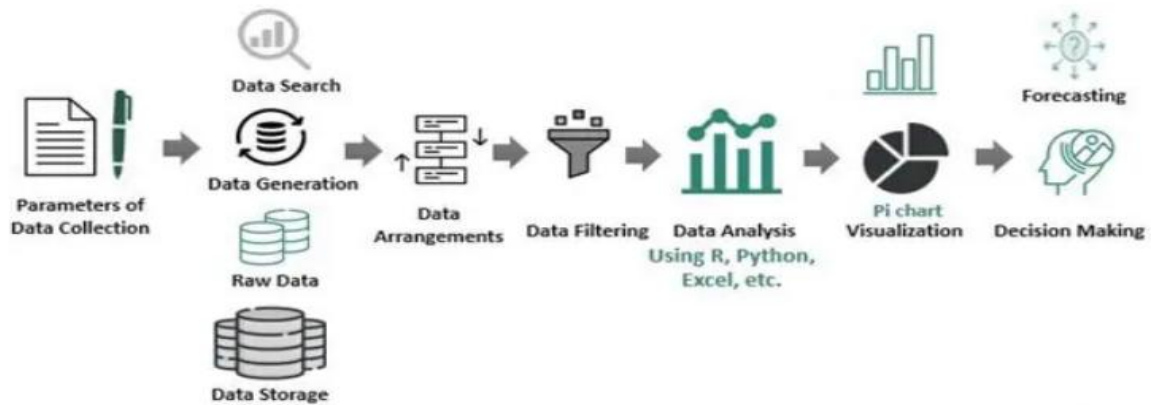 Parameters of
Data Collection
Data Search
Data Generation
Raw Data
Data Storage
Data
Arrangements
Data Filtering
Data Analysis
Using R, Python,
Excel, etc.
Pi chart
Visualization
?
Forecasting
Decision Making